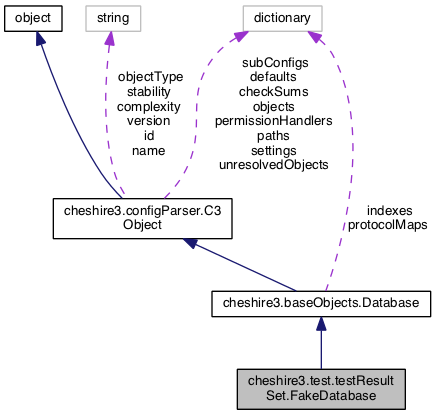 object
string
dictionary
objectType
stability
complexity
version
id
name
subConfigs
defaults
checkSums
objects
permissionHandlers
paths
settings
unresolvedObjects
cheshire3.configParser.C3
Object
indexes
protocolMaps
cheshire3.baseObjects.Database
cheshire3.test.testResult
Set.FakeDatabase